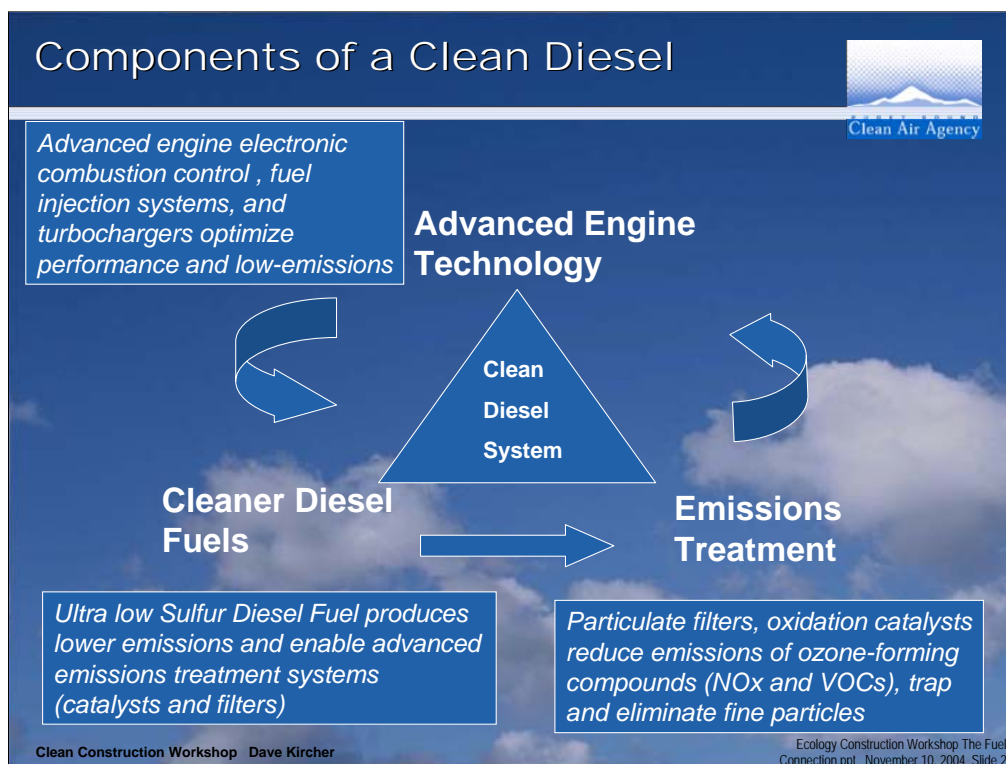 Components of a Clean Diesel
PUGET SOUND
Clean Air Agency
Advanced engine electronic
combustion control , fuel
injection systems, and
turbochargers optimize
performance and low-emissions
Advanced Engine
Technology
Clean
Diesel
System
Cleaner Diesel
Fuels
Emissions
Treatment
Ultra low Sulfur Diesel Fuel produces
lower emissions and enable advanced
emissions treatment systems
(catalysts and filters)
Particulate filters, oxidation catalysts
reduce emissions of ozone-forming
compounds (NOx and VOCs), trap
and eliminate fine particles
Clean Construction Workshop Dave Kircher
Ecology Construction Workshop The Fuel
Connection.ppt November 10, 2004 Slide